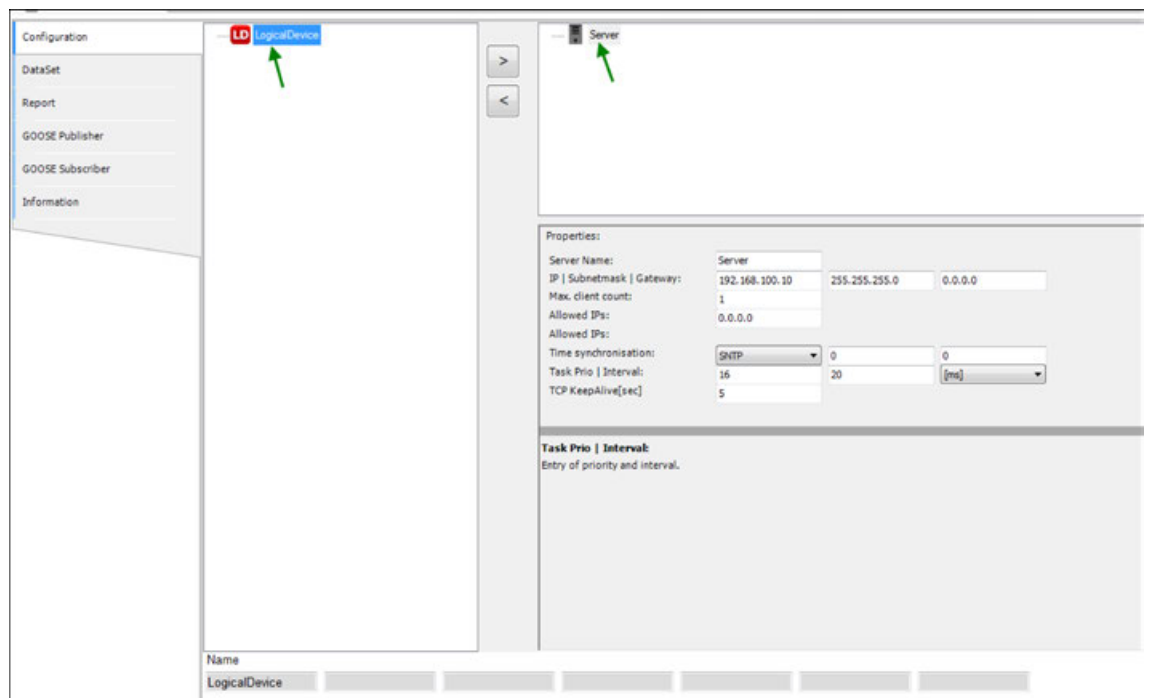 Configuration
DataSet
Report
GOOSE Publisher
GOOSE Subscriber
Information
LD LogicalDevice
>
<
Server
Properties:
Server Name: Server
IP | Subnetmask | Gateway: 192.168.100.10 255.255.255.0 0.0.0.0
Max. client count: 1
Allowed IPs: 0.0.0.0
Allowed IPs:
Time synchronisation: SNTP 0 0
Task Prio | Interval: 16 20 [ms]
TCP KeepAlive[sec] 5
Task Prio | Interval:
Entry of priority and interval.
Name
LogicalDevice